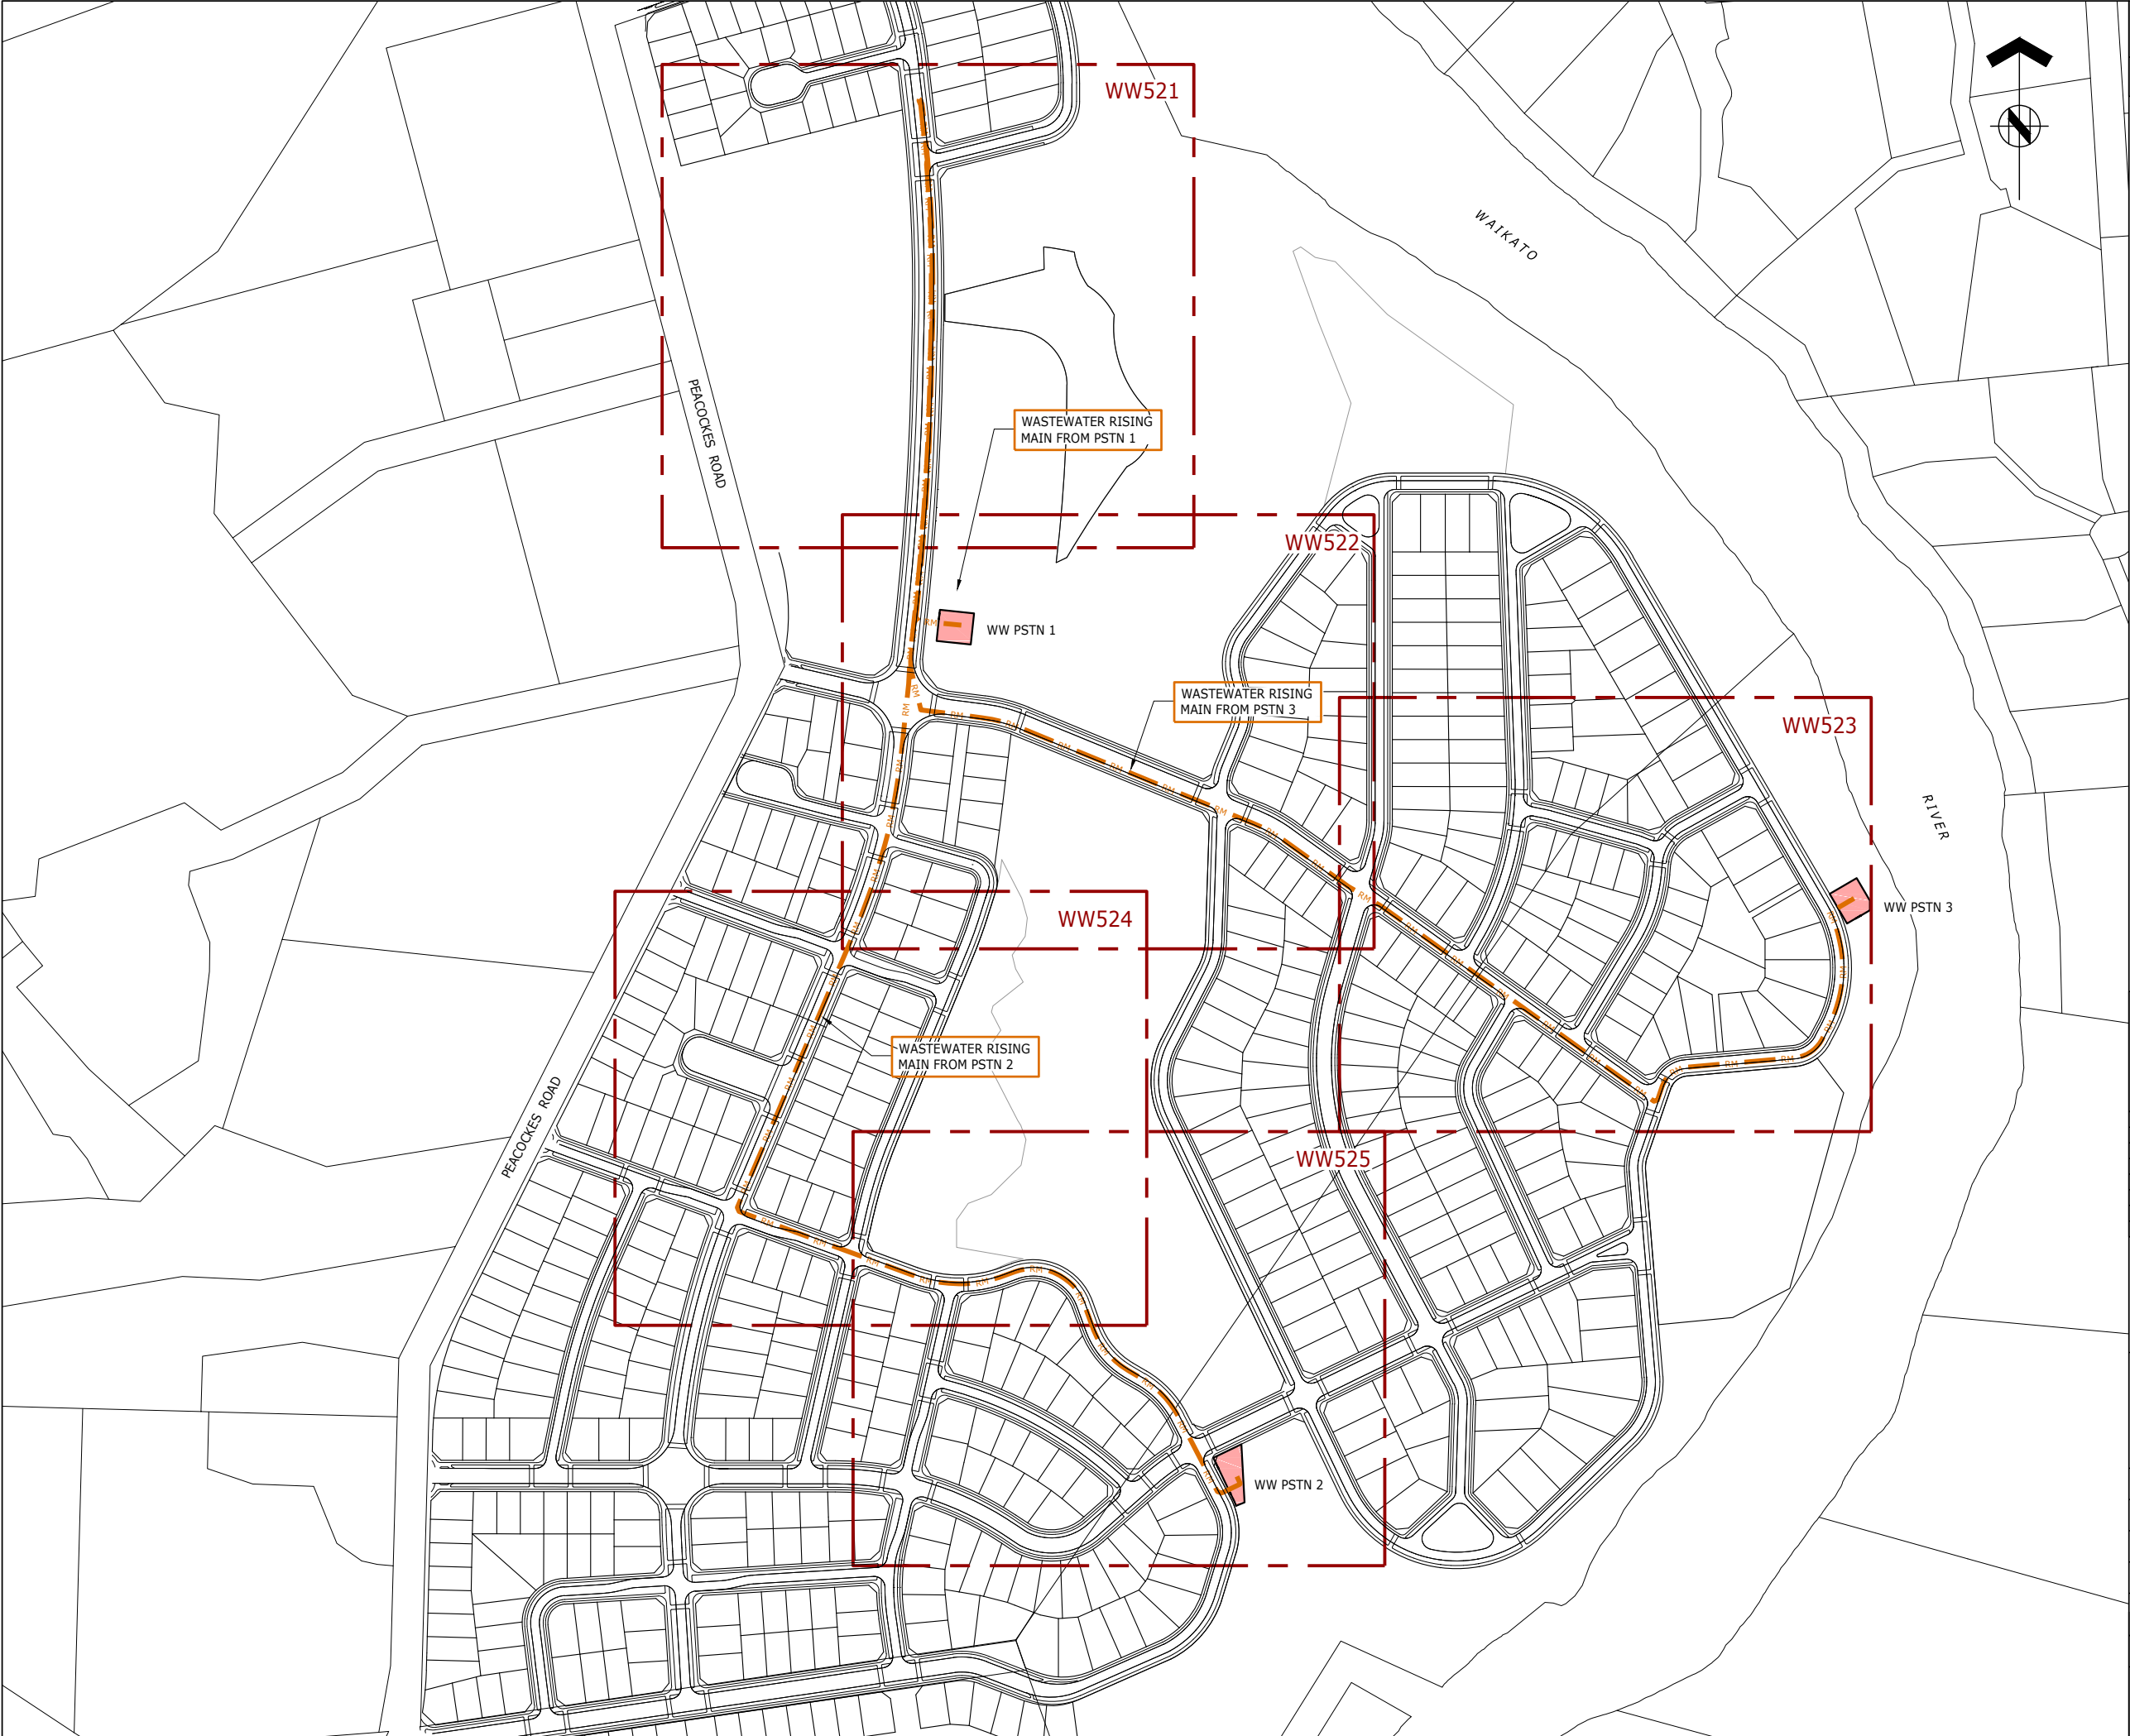 WW521
WAIKATO
PEACOCKES ROAD
WASTEWATER RISING
MAIN FROM PSTN 1
WW522
RM
WW PSTN 1
WASTEWATER RISING
MAIN FROM PSTN 3
WW523
RIVER
WW PSTN 3
WW524
WASTEWATER RISING
MAIN FROM PSTN 2
PEACOCKES ROAD
WW525
WW PSTN 2